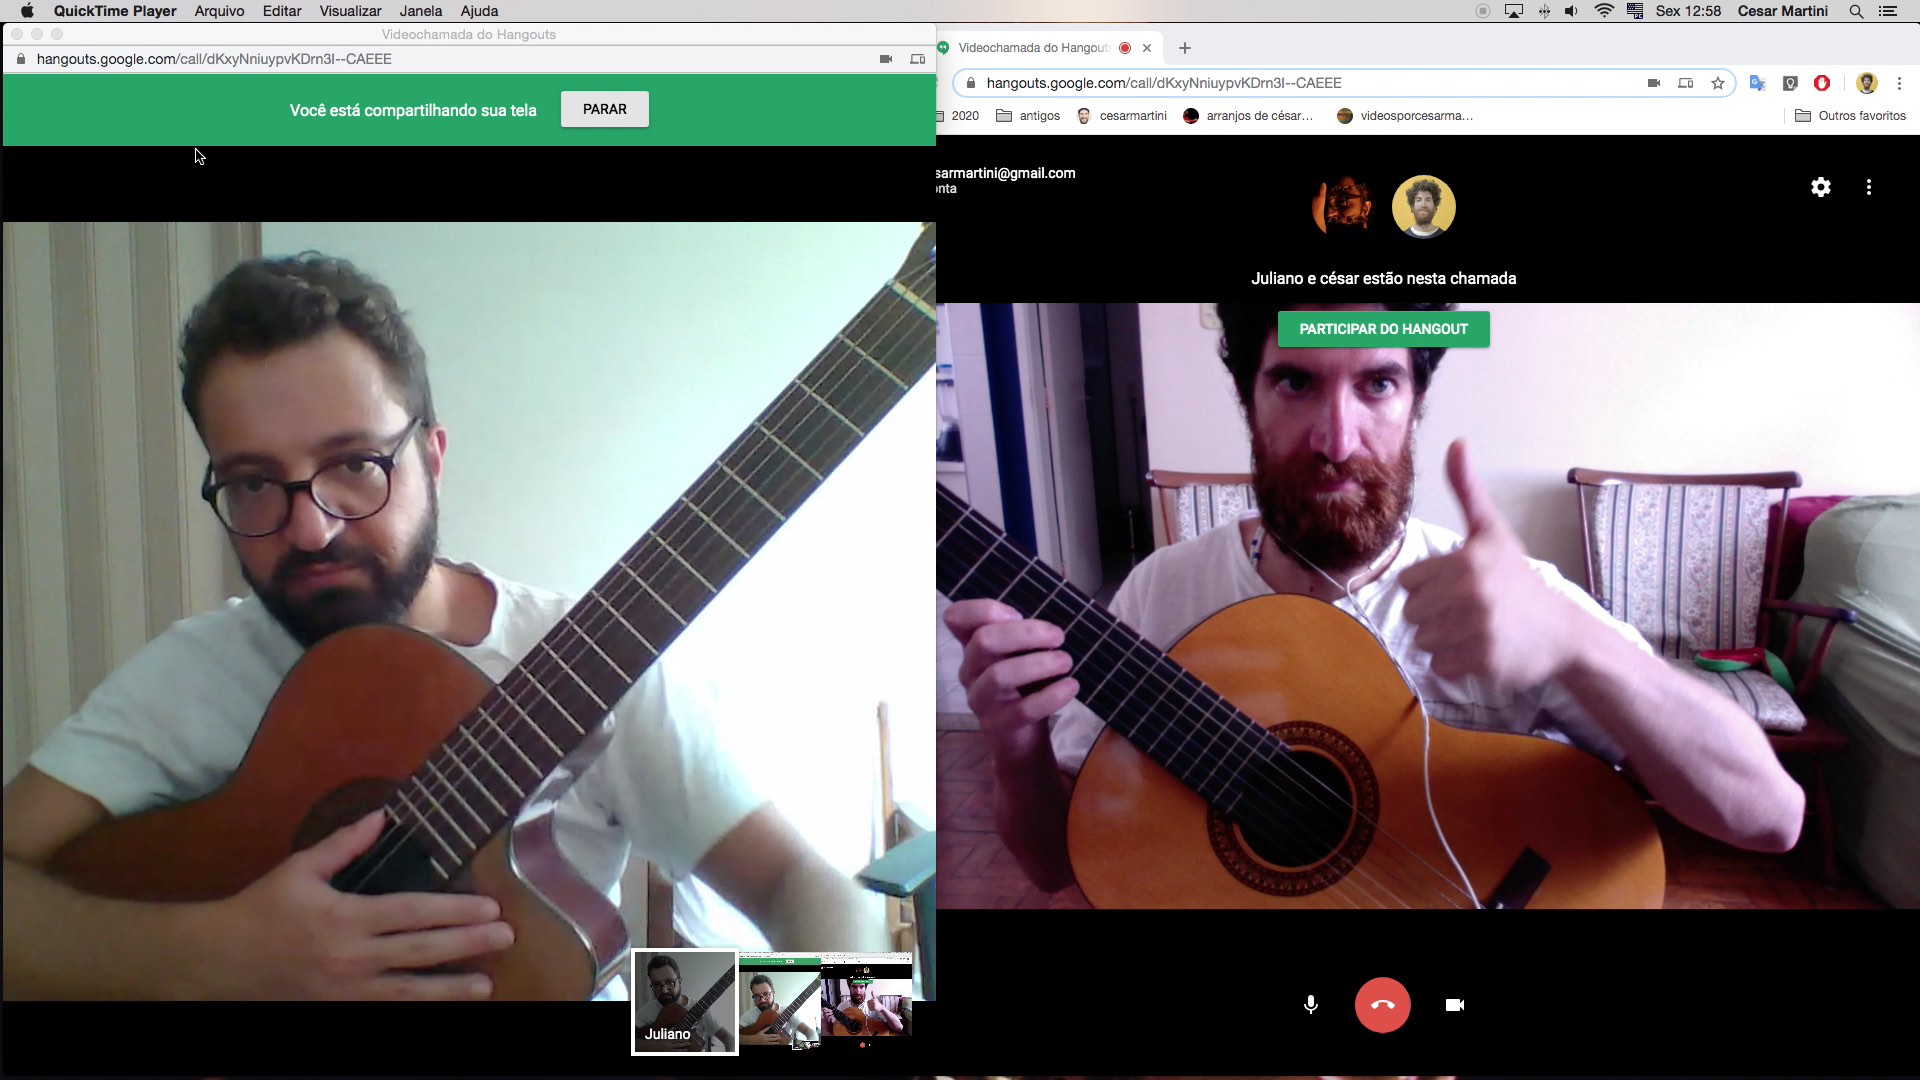 QuickTime Player Arquivo Editar Visualizar Janela Ajuda Sex 12:58 Cesar Martini
Videochamada do Hangouts
hangouts.google.com/call/dKxyNniuypvKDrn3I--CAEEE
Você está compartilhando sua tela PARAR
Juliano
Videochamada do Hangout
hangouts.google.com/call/dKxyNniuypvKDrn3I--CAEEE
2020 antigos cesarmartini arranjos de césar... videosporcesarma... Outros favoritos
sarmartini@gmail.com
onta
Juliano e césar estão nesta chamada
PARTICIPAR DO HANGOUT